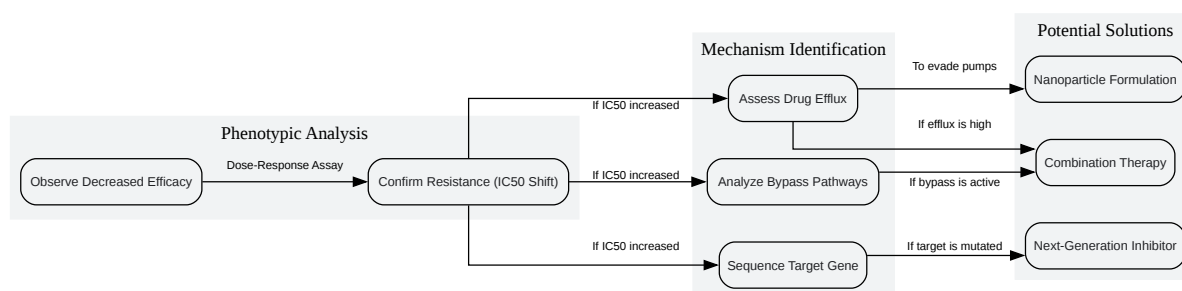 Potential Solutions
Mechanism Identification
To evade pumps
Nanoparticle Formulation
Assess Drug Efflux
If IC50 increased
If efflux is high
Phenotypic Analysis
Dose-Response Assay
Combination Therapy
Observe Decreased Efficacy
Confirm Resistance (IC50 Shift)
If IC50 increased
Analyze Bypass Pathways
If bypass is active
If IC50 increased
If target is mutated
Next-Generation Inhibitor
Sequence Target Gene